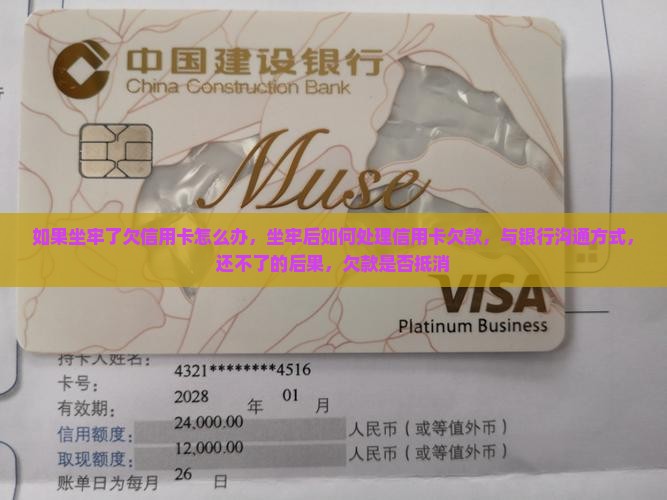 中国建设银行
China Construction Bank
Muse
如果坐牢了欠信用卡怎么办，坐牢后如何处理信用卡欠款，与银行沟通方式，
还不了的后果，欠款是否抵消
VISA
Platinum Business
持卡人姓名：
卡号： 4321********4516
有效期： 2028 年 01 月
信用额度： 24,000.00 人民币（或等值外币）
取现额度： 12,000.00 人民币（或等值外币）
账单日为每月 26 日